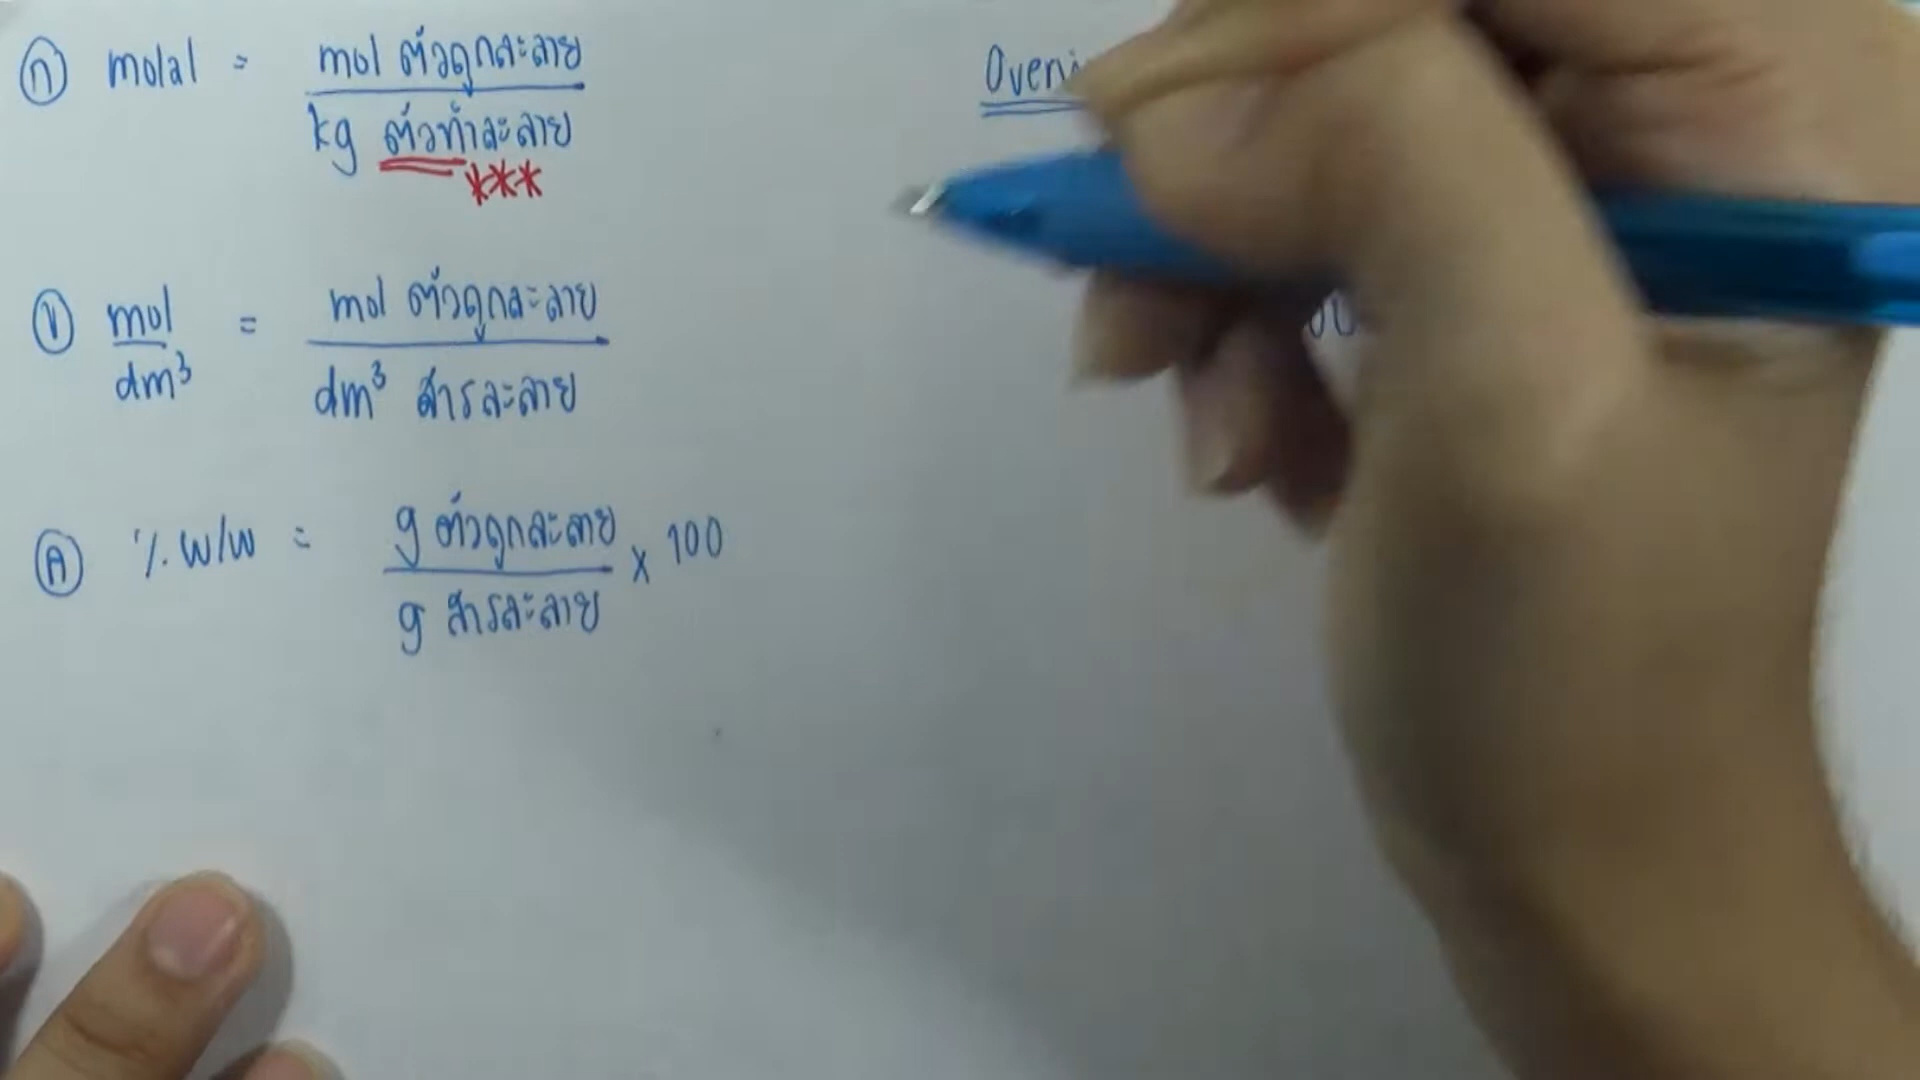 ก molal = mol ตัวถูกละลาย
kg ตัวทำละลาย
***
ข mol = mol ตัวถูกละลาย
dm³ dm³ สารละลาย
ค % w/w = g ตัวถูกละลาย x 100
g สารละลาย